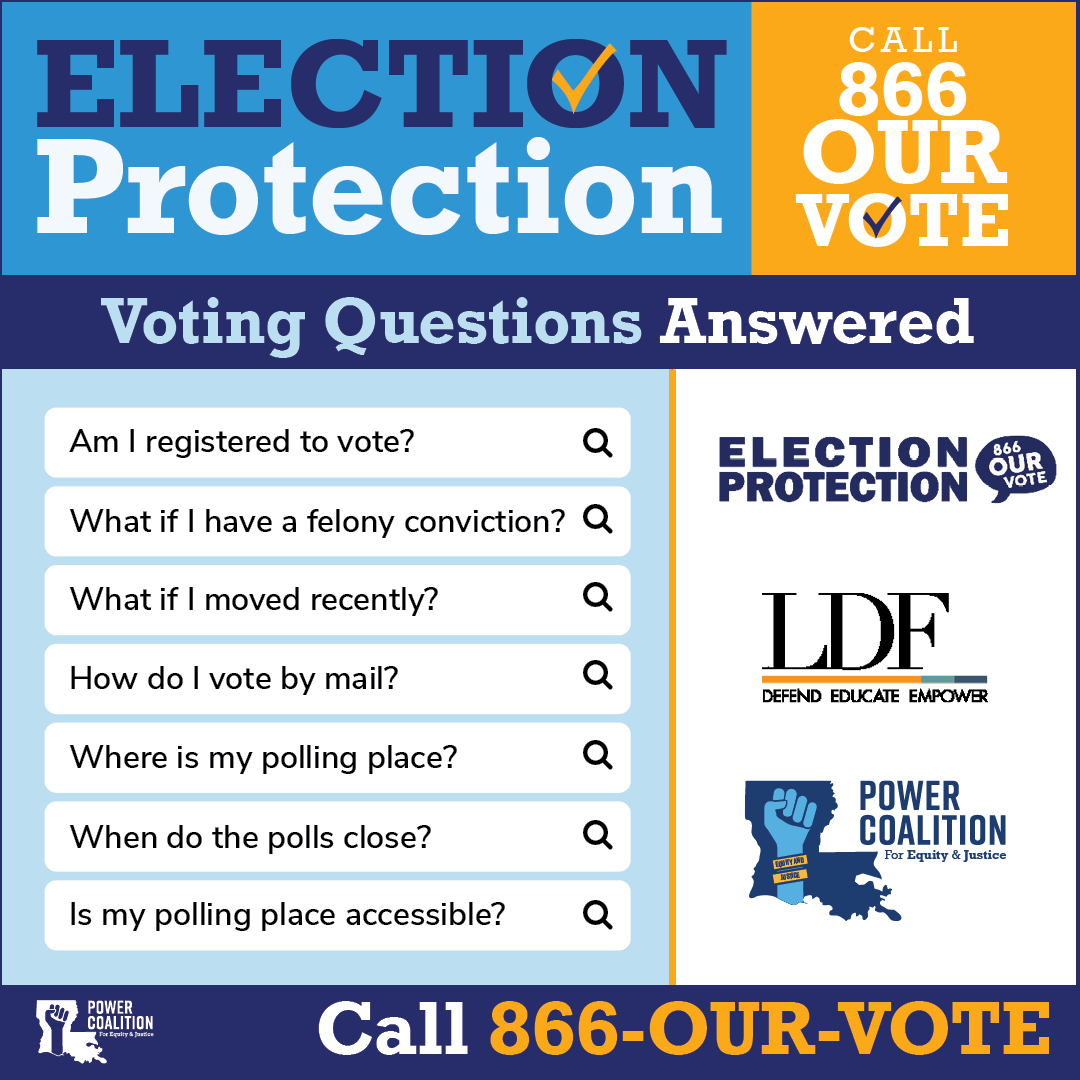 ELECTION
Protection
CALL
866
OUR
VOTE
Voting Questions Answered
Am I registered to vote?
What if I have a felony conviction?
What if I moved recently?
How do I vote by mail?
Where is my polling place?
When do the polls close?
Is my polling place accessible?
ELECTION
PROTECTION
866
OUR
VOTE
LDF
DEFEND EDUCATE EMPOWER
POWER
COALITION
For Equity & Justice
EQUITY AND
JUSTICE
POWER
COALITION
For Equity & Justice
Call 866-OUR-VOTE